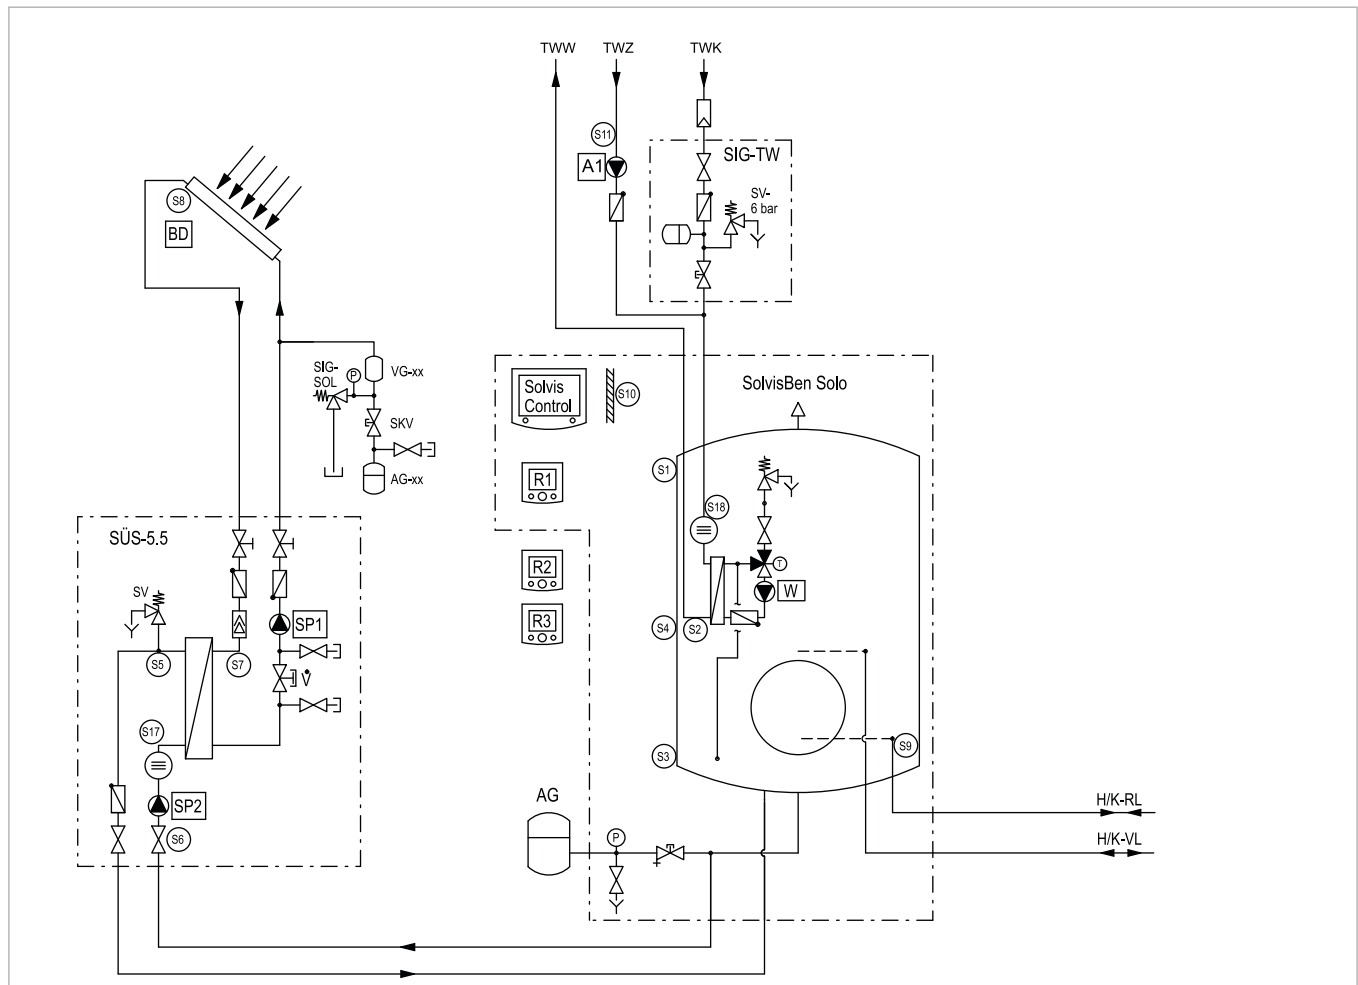 TWW
TWZ
TWK
S11
A1
SIG-TW
SV-
6 bar
S8
BD
SIG-
SOL
P
VG-xx
SKV
AG-xx
Solvis
Control
S10
SolvisBen Solo
S1
R1
S18
SÜS-5.5
T
R2
W
SV
SP1
R3
S4
S2
S5
S7
V̇
S17
S9
S3
SP2
AG
H/K-RL
S6
P
H/K-VL